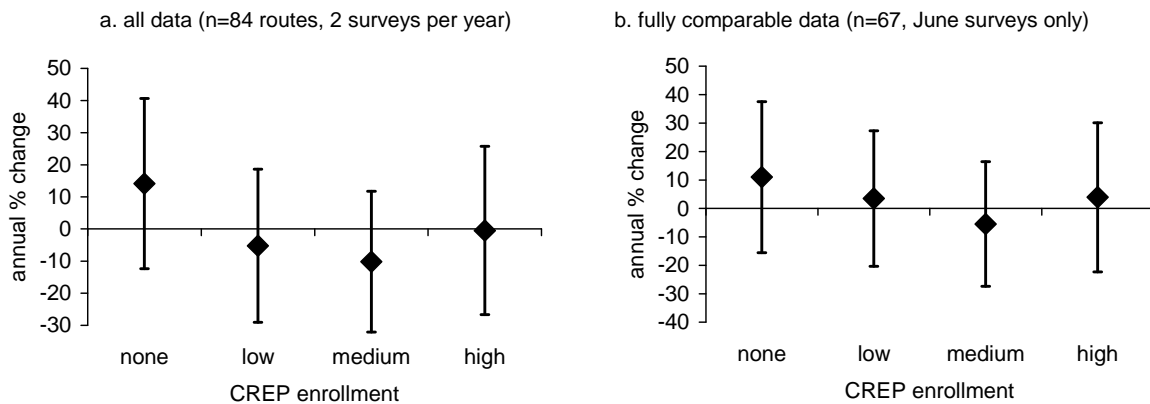 a. all data (n=84 routes, 2 surveys per year)
50
40
30
20
10
0
-10
-20
-30
annual % change
none low medium high
CREP enrollment
b. fully comparable data (n=67, June surveys only)
50
40
30
20
10
0
-10
-20
-30
-40
annual % change
none low medium high
CREP enrollment